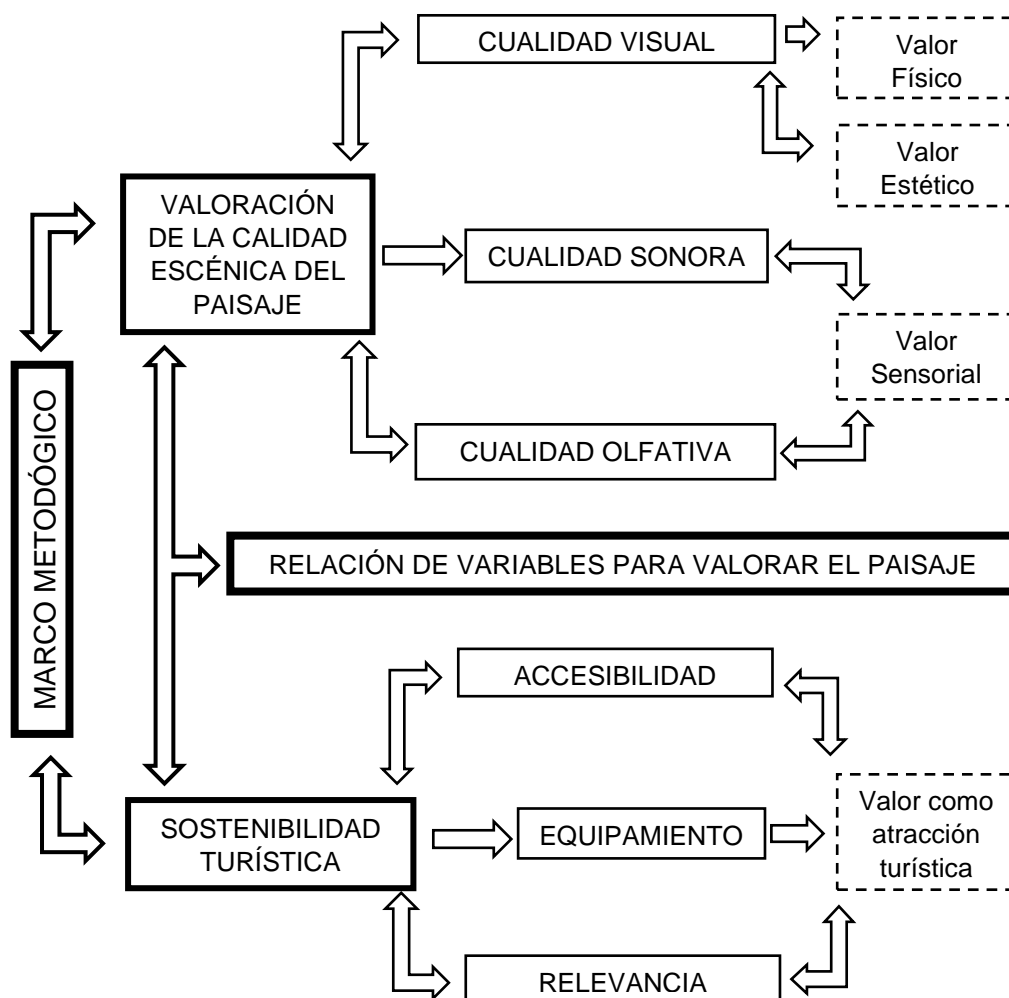 CUALIDAD VISUAL
Valor
Físico
Valor
Estético
VALORACIÓN
DE LA CALIDAD
ESCÉNICA DEL
PAISAJE
CUALIDAD SONORA
Valor
Sensorial
CUALIDAD OLFATIVA
MARCO METODÓGICO
RELACIÓN DE VARIABLES PARA VALORAR EL PAISAJE
ACCESIBILIDAD
SOSTENIBILIDAD
TURÍSTICA
EQUIPAMIENTO
Valor como
atracción
turística
RELEVANCIA